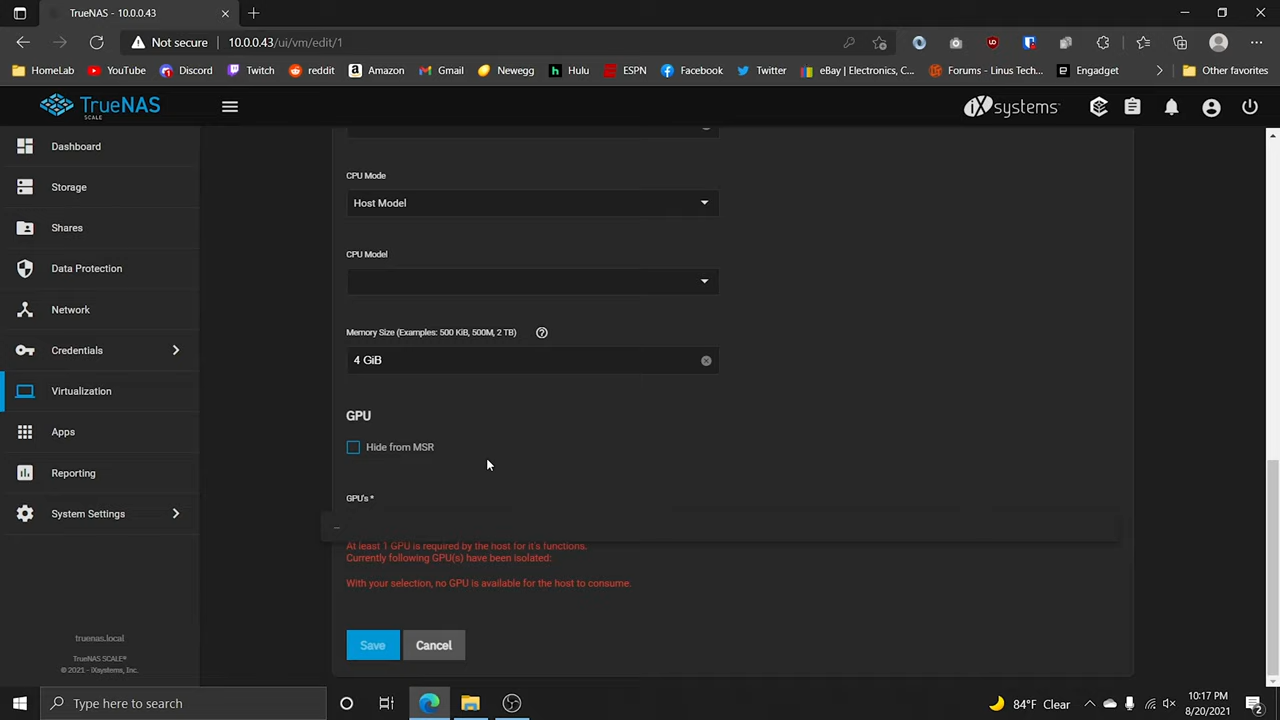 TrueNAS - 10.0.0.43
Not secure
10.0.0.43/ui/vm/edit/1
HomeLab
YouTube
Discord
Twitch
reddit
Amazon
Gmail
Newegg
Hulu
ESPN
Facebook
Twitter
eBay | Electronics, C...
Forums - Linus Tech...
Engadget
Other favorites
TrueNAS
SCALE
iXsystems
Dashboard
Storage
Shares
Data Protection
Network
Credentials
Virtualization
Apps
Reporting
System Settings
truenas.local
TrueNAS SCALE®
© 2021 - iXsystems, Inc.
CPU Mode
Host Model
CPU Model
Memory Size (Examples: 500 KiB, 500M, 2 TB)
4 GiB
GPU
Hide from MSR
GPU's *
--
At least 1 GPU is required by the host for it's functions.
Currently following GPU(s) have been isolated:
With your selection, no GPU is available for the host to consume.
Save
Cancel
Type here to search
84°F Clear
10:17 PM
8/20/2021
2